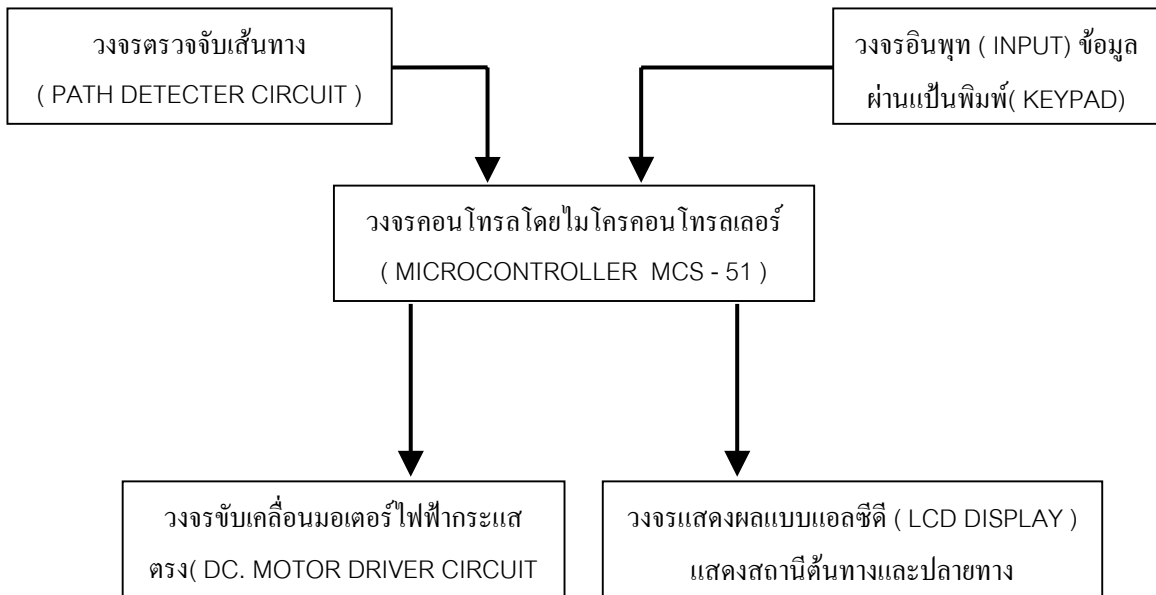 วงจรตรวจจับเส้นทาง
( PATH DETECTER CIRCUIT )
วงจรอินพุท ( INPUT) ข้อมูล
ผ่านแป้นพิมพ์( KEYPAD)
วงจรคอนโทรลโดยไมโครคอนโทรลเลอร์
( MICROCONTROLLER MCS - 51 )
วงจรขับเคลื่อนมอเตอร์ไฟฟ้ากระแส
ตรง( DC. MOTOR DRIVER CIRCUIT
วงจรแสดงผลแบบแอลซีดี ( LCD DISPLAY )
แสดงสถานีต้นทางและปลายทาง